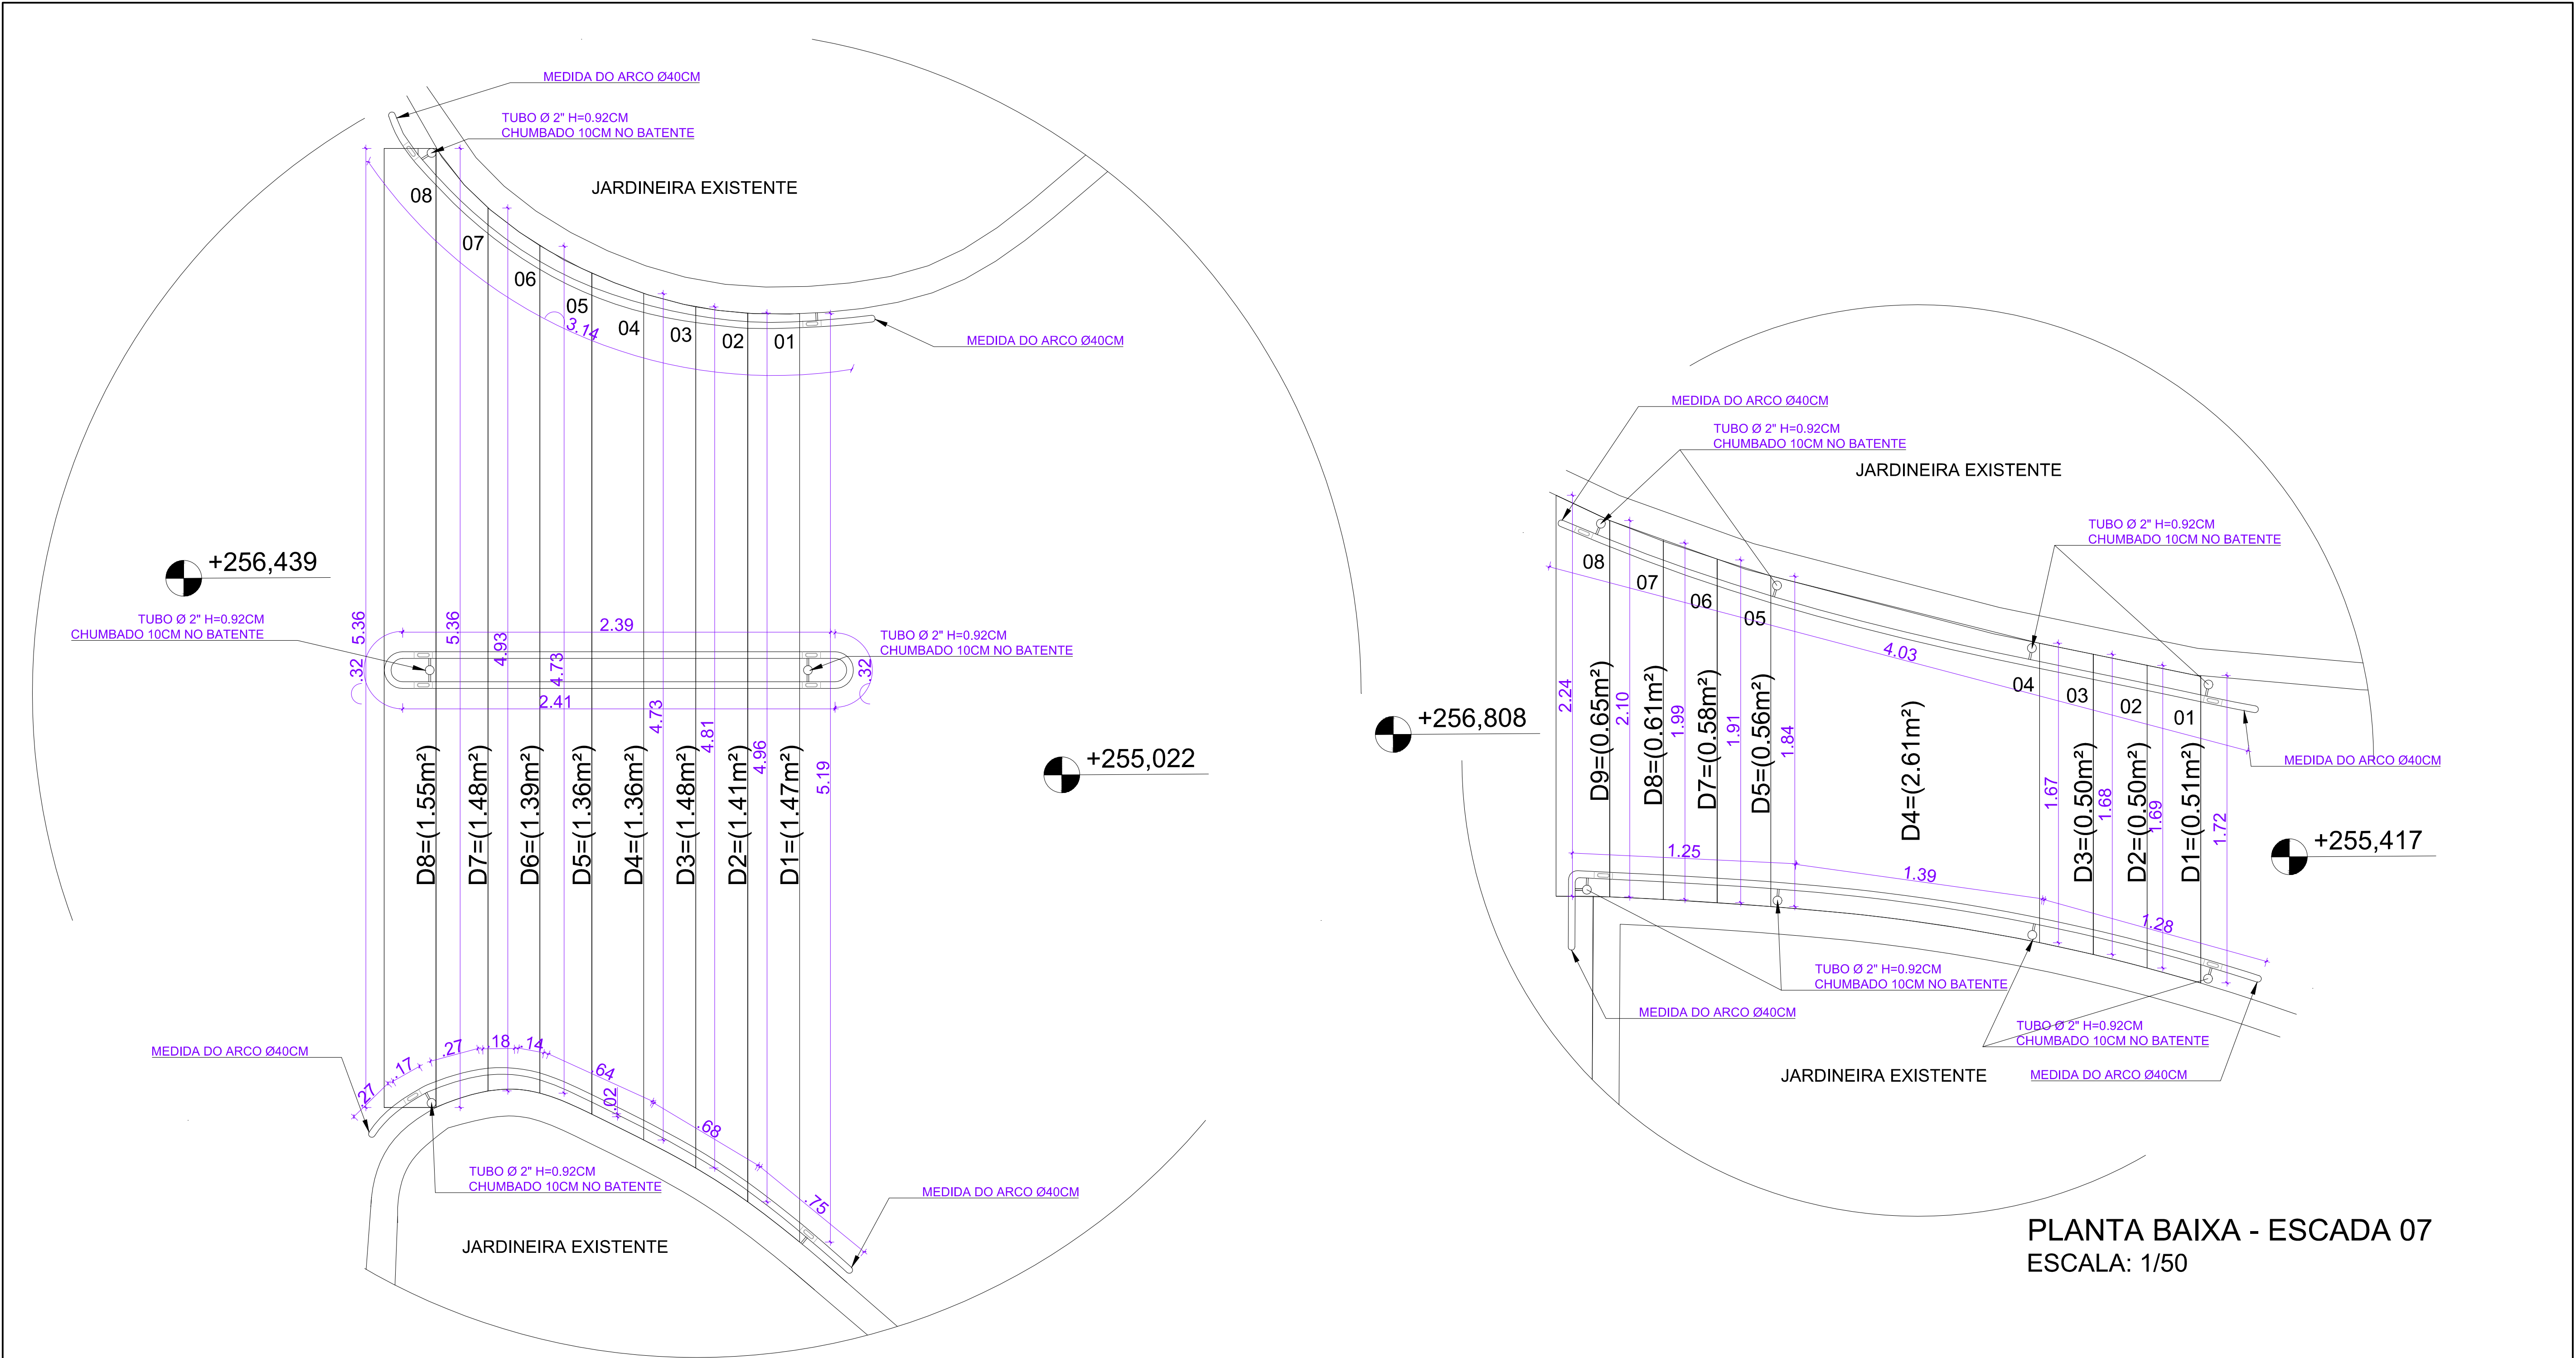 MEDIDA DO ARCO Ø40CM
TUBO Ø 2" H=0.92CM
CHUMBADO 10CM NO BATENTE
JARDINEIRA EXISTENTE
08
07
06
05
04
03
02
01
3.14
MEDIDA DO ARCO Ø40CM
+256,439
TUBO Ø 2" H=0.92CM
CHUMBADO 10CM NO BATENTE
5.36
5.36
4.93
4.73
4.73
4.81
4.96
5.19
2.39
2.41
.32
.32
TUBO Ø 2" H=0.92CM
CHUMBADO 10CM NO BATENTE
+255,022
D8=(1.55m²)
D7=(1.48m²)
D6=(1.39m²)
D5=(1.36m²)
D4=(1.36m²)
D3=(1.48m²)
D2=(1.41m²)
D1=(1.47m²)
MEDIDA DO ARCO Ø40CM
.27
.17
.27
.18
.14
.64
.02
.68
.75
TUBO Ø 2" H=0.92CM
CHUMBADO 10CM NO BATENTE
MEDIDA DO ARCO Ø40CM
JARDINEIRA EXISTENTE
MEDIDA DO ARCO Ø40CM
TUBO Ø 2" H=0.92CM
CHUMBADO 10CM NO BATENTE
JARDINEIRA EXISTENTE
TUBO Ø 2" H=0.92CM
CHUMBADO 10CM NO BATENTE
08
07
06
05
04
03
02
01
4.03
+256,808
2.24
2.10
1.99
1.91
1.84
1.67
1.68
1.69
1.72
D9=(0.65m²)
D8=(0.61m²)
D7=(0.58m²)
D5=(0.56m²)
D4=(2.61m²)
D3=(0.50m²)
D2=(0.50m²)
D1=(0.51m²)
MEDIDA DO ARCO Ø40CM
+255,417
1.25
1.39
1.28
TUBO Ø 2" H=0.92CM
CHUMBADO 10CM NO BATENTE
MEDIDA DO ARCO Ø40CM
TUBO Ø 2" H=0.92CM
CHUMBADO 10CM NO BATENTE
JARDINEIRA EXISTENTE
MEDIDA DO ARCO Ø40CM
PLANTA BAIXA - ESCADA 07
ESCALA: 1/50